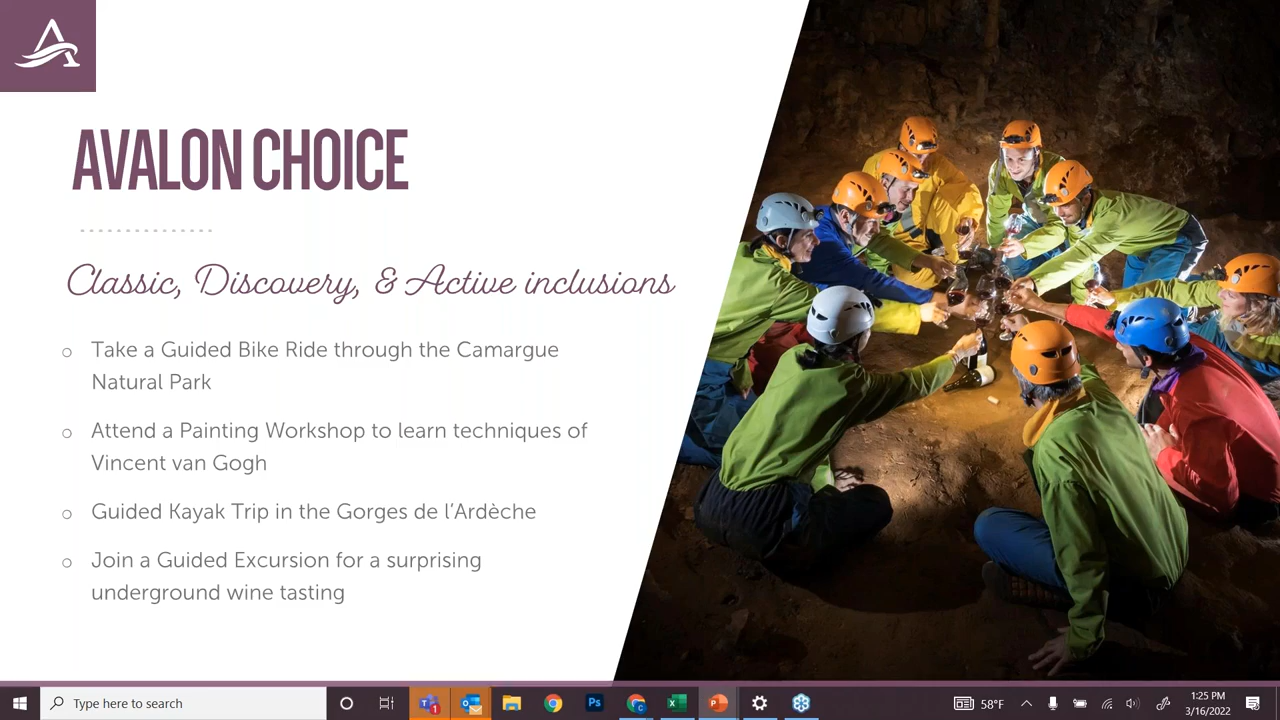 AVALON CHOICE
Classic, Discovery, & Active inclusions
Take a Guided Bike Ride through the Camargue
Natural Park
Attend a Painting Workshop to learn techniques of
Vincent van Gogh
Guided Kayak Trip in the Gorges de l'Ardèche
Join a Guided Excursion for a surprising
underground wine tasting
Type here to search
1
Ps
58°F
1:25 PM
3/16/2022